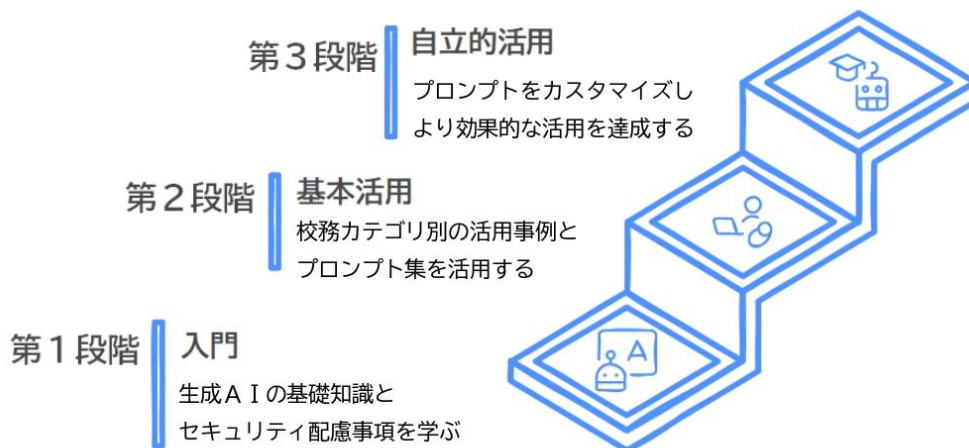 第３段階
自立的活用
プロンプトをカスタマイズし
より効果的な活用を達成する
第２段階
基本活用
校務カテゴリ別の活用事例と
プロンプト集を活用する
第１段階
入門
生成ＡＩの基礎知識と
セキュリティ配慮事項を学ぶ
A